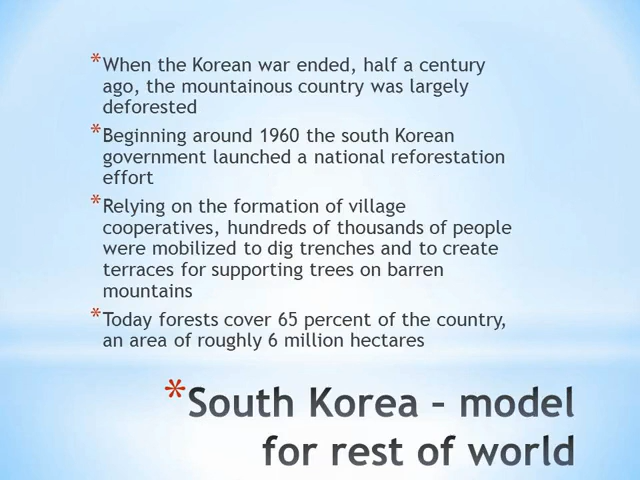 *When the Korean war ended, half a century
ago, the mountainous country was largely
deforested
*Beginning around 1960 the south Korean
government launched a national reforestation
effort
*Relying on the formation of village
cooperatives, hundreds of thousands of people
were mobilized to dig trenches and to create
terraces for supporting trees on barren
mountains
*Today forests cover 65 percent of the country,
an area of roughly 6 million hectares
*South Korea – model
for rest of world